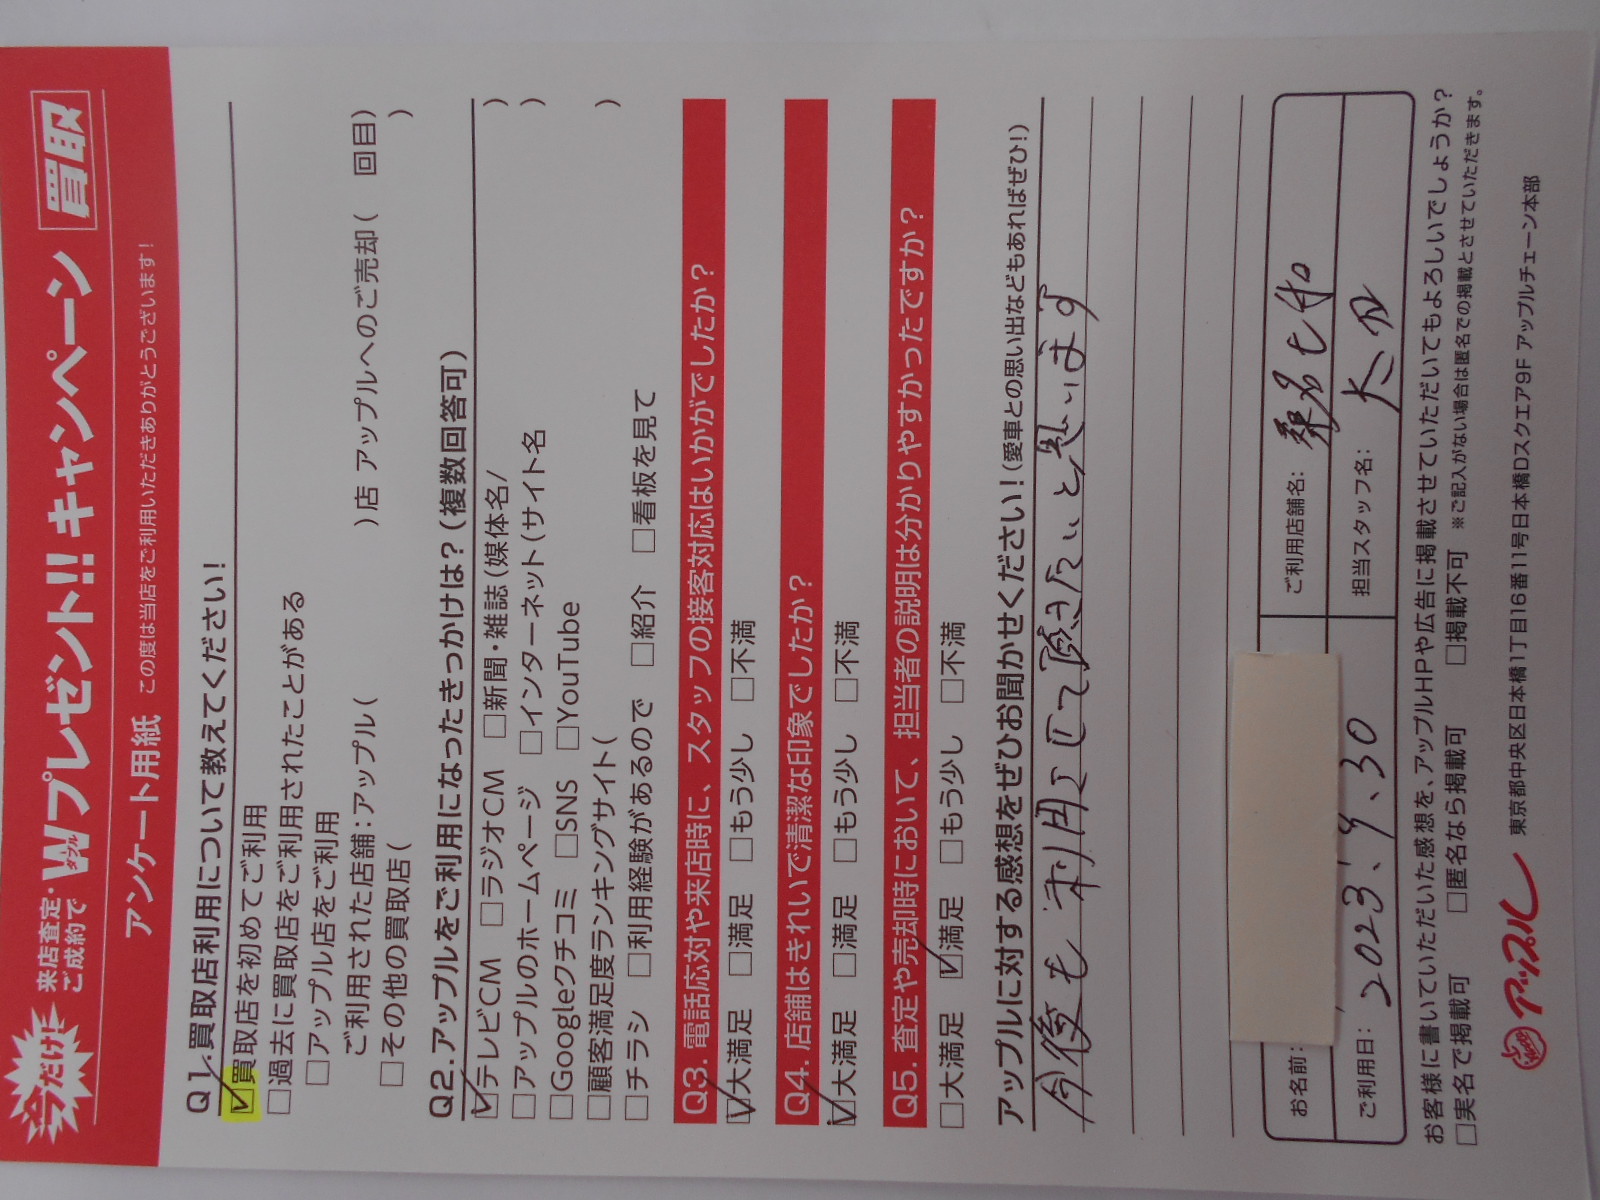 今だけ!
来店査定・
ご成約で
Wプレゼント!!キャンペーン 買取
ダブル
アンケート用紙 この度は当店をご利用いただきありがとうございます!
Q1.買取店利用について教えてください!
☑買取店を初めてご利用
□過去に買取店をご利用されたことがある
□アップル店をご利用
ご利用された店舗:アップル( )店 アップルへのご売却( 回目)
□その他の買取店( )
Q2.アップルをご利用になったきっかけは?(複数回答可)
☑テレビCM □ラジオCM □新聞・雑誌(媒体名/ )
□アップルのホームページ □インターネット(サイト名 )
□Googleクチコミ □SNS □YouTube
□顧客満足度ランキングサイト( )
□チラシ □利用経験があるので □紹介 □看板を見て
Q3. 電話応対や来店時に、スタッフの接客対応はいかがでしたか?
☑大満足 □満足 □もう少し □不満
Q4. 店舗はきれいで清潔な印象でしたか?
☑大満足 □満足 □もう少し □不満
Q5. 査定や売却時において、担当者の説明は分かりやすかったですか?
□大満足 ☑満足 □もう少し □不満
アップルに対する感想をぜひお聞かせください!(愛車との思い出などもあればぜひ!)
今後も利用して頂きたいと思います
お名前: ご利用店舗名: 桑名七和
ご利用日: 2023.9.30 担当スタッフ名:
お客様に書いていただいた感想を、アップルHPや広告に掲載させていただいてもよろしいでしょうか?
□実名で掲載可 □匿名なら掲載可 □掲載不可 ※ご記入がない場合は匿名での掲載とさせていただきます。
アップル 東京都中央区日本橋1丁目16番11号日本橋Dスクエア9F アップルチェーン本部